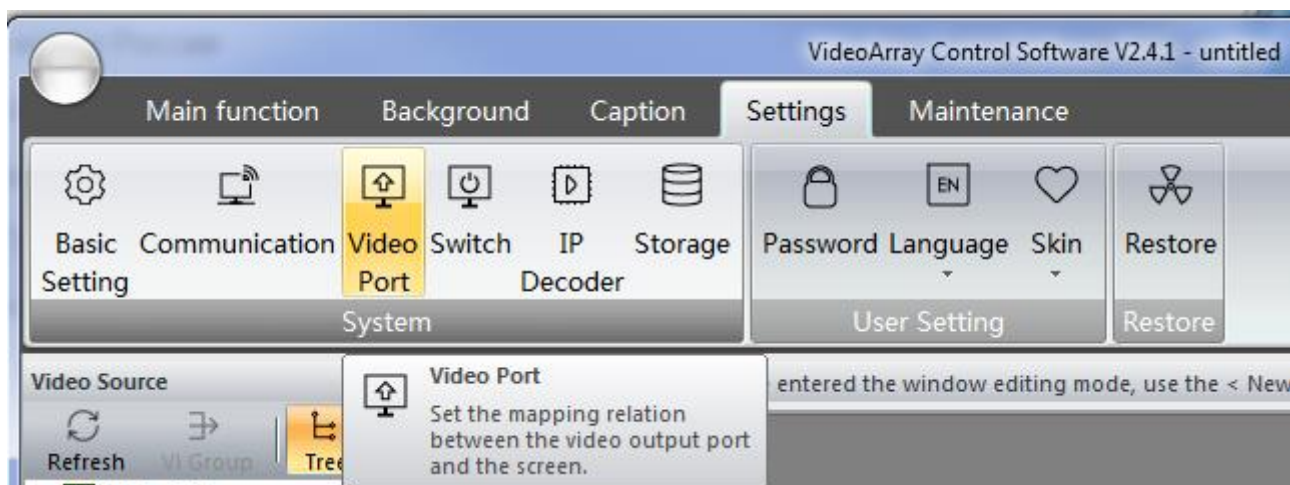 VideoArray Control Software V2.4.1 - untitled
Main function Background Caption Settings Maintenance
EN
Basic Setting Communication Video Port Switch IP Decoder Storage Password Language Skin Restore
System User Setting Restore
Video Source
entered the window editing mode, use the < New
Refresh VI Group Tree
Video Port
Set the mapping relation
between the video output port
and the screen.